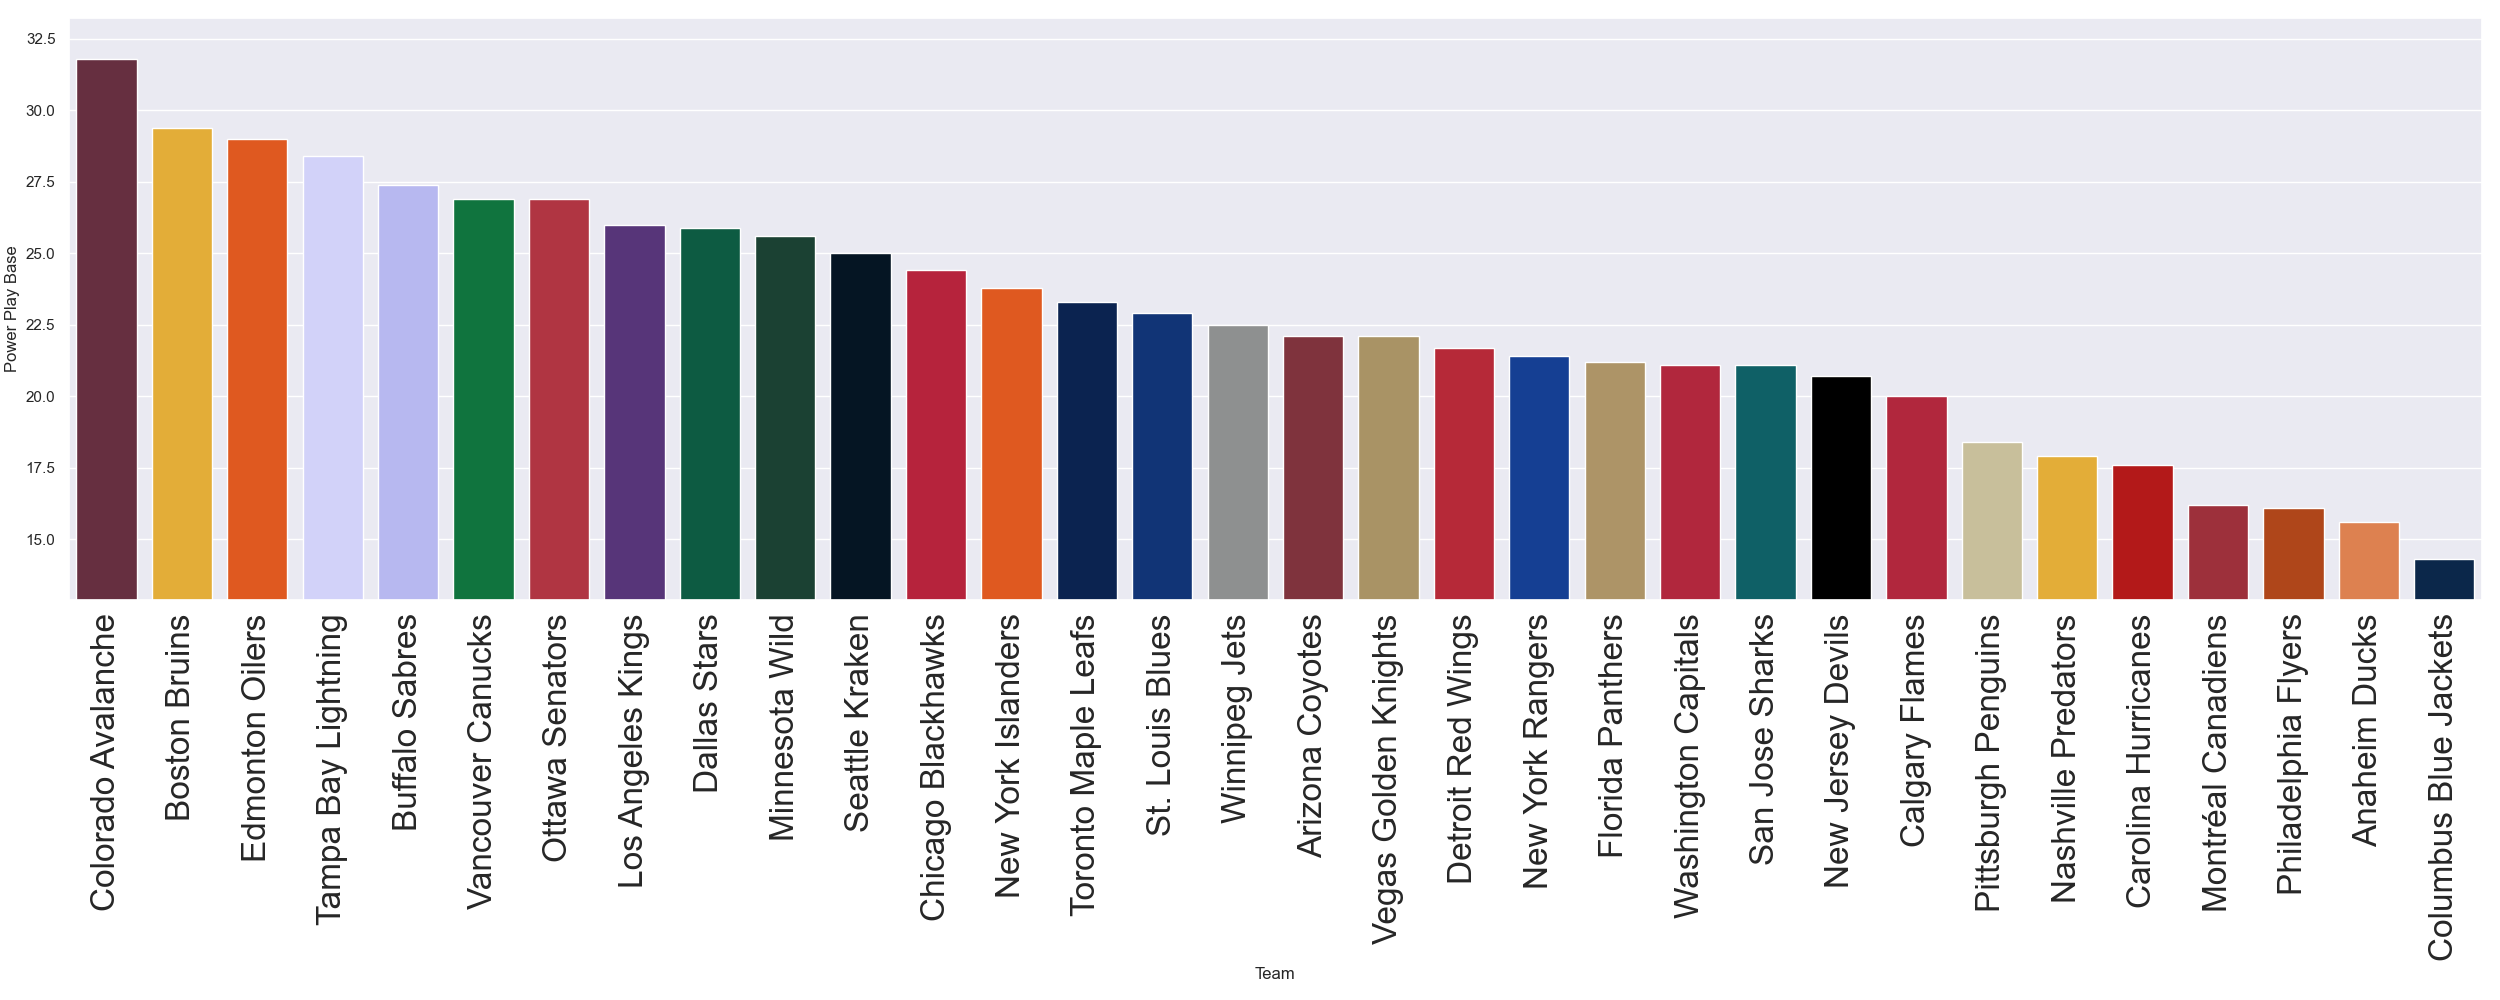 32.5
30.0
27.5
25.0
22.5
20.0
17.5
15.0
Power Play Base
Colorado Avalanche
Boston Bruins
Edmonton Oilers
Tampa Bay Lightning
Buffalo Sabres
Vancouver Canucks
Ottawa Senators
Los Angeles Kings
Dallas Stars
Minnesota Wild
Seattle Kraken
Chicago Blackhawks
New York Islanders
Toronto Maple Leafs
St. Louis Blues
Winnipeg Jets
Arizona Coyotes
Vegas Golden Knights
Detroit Red Wings
New York Rangers
Florida Panthers
Washington Capitals
San Jose Sharks
New Jersey Devils
Calgary Flames
Pittsburgh Penguins
Nashville Predators
Carolina Hurricanes
Montréal Canadiens
Philadelphia Flyers
Anaheim Ducks
Columbus Blue Jackets
Team